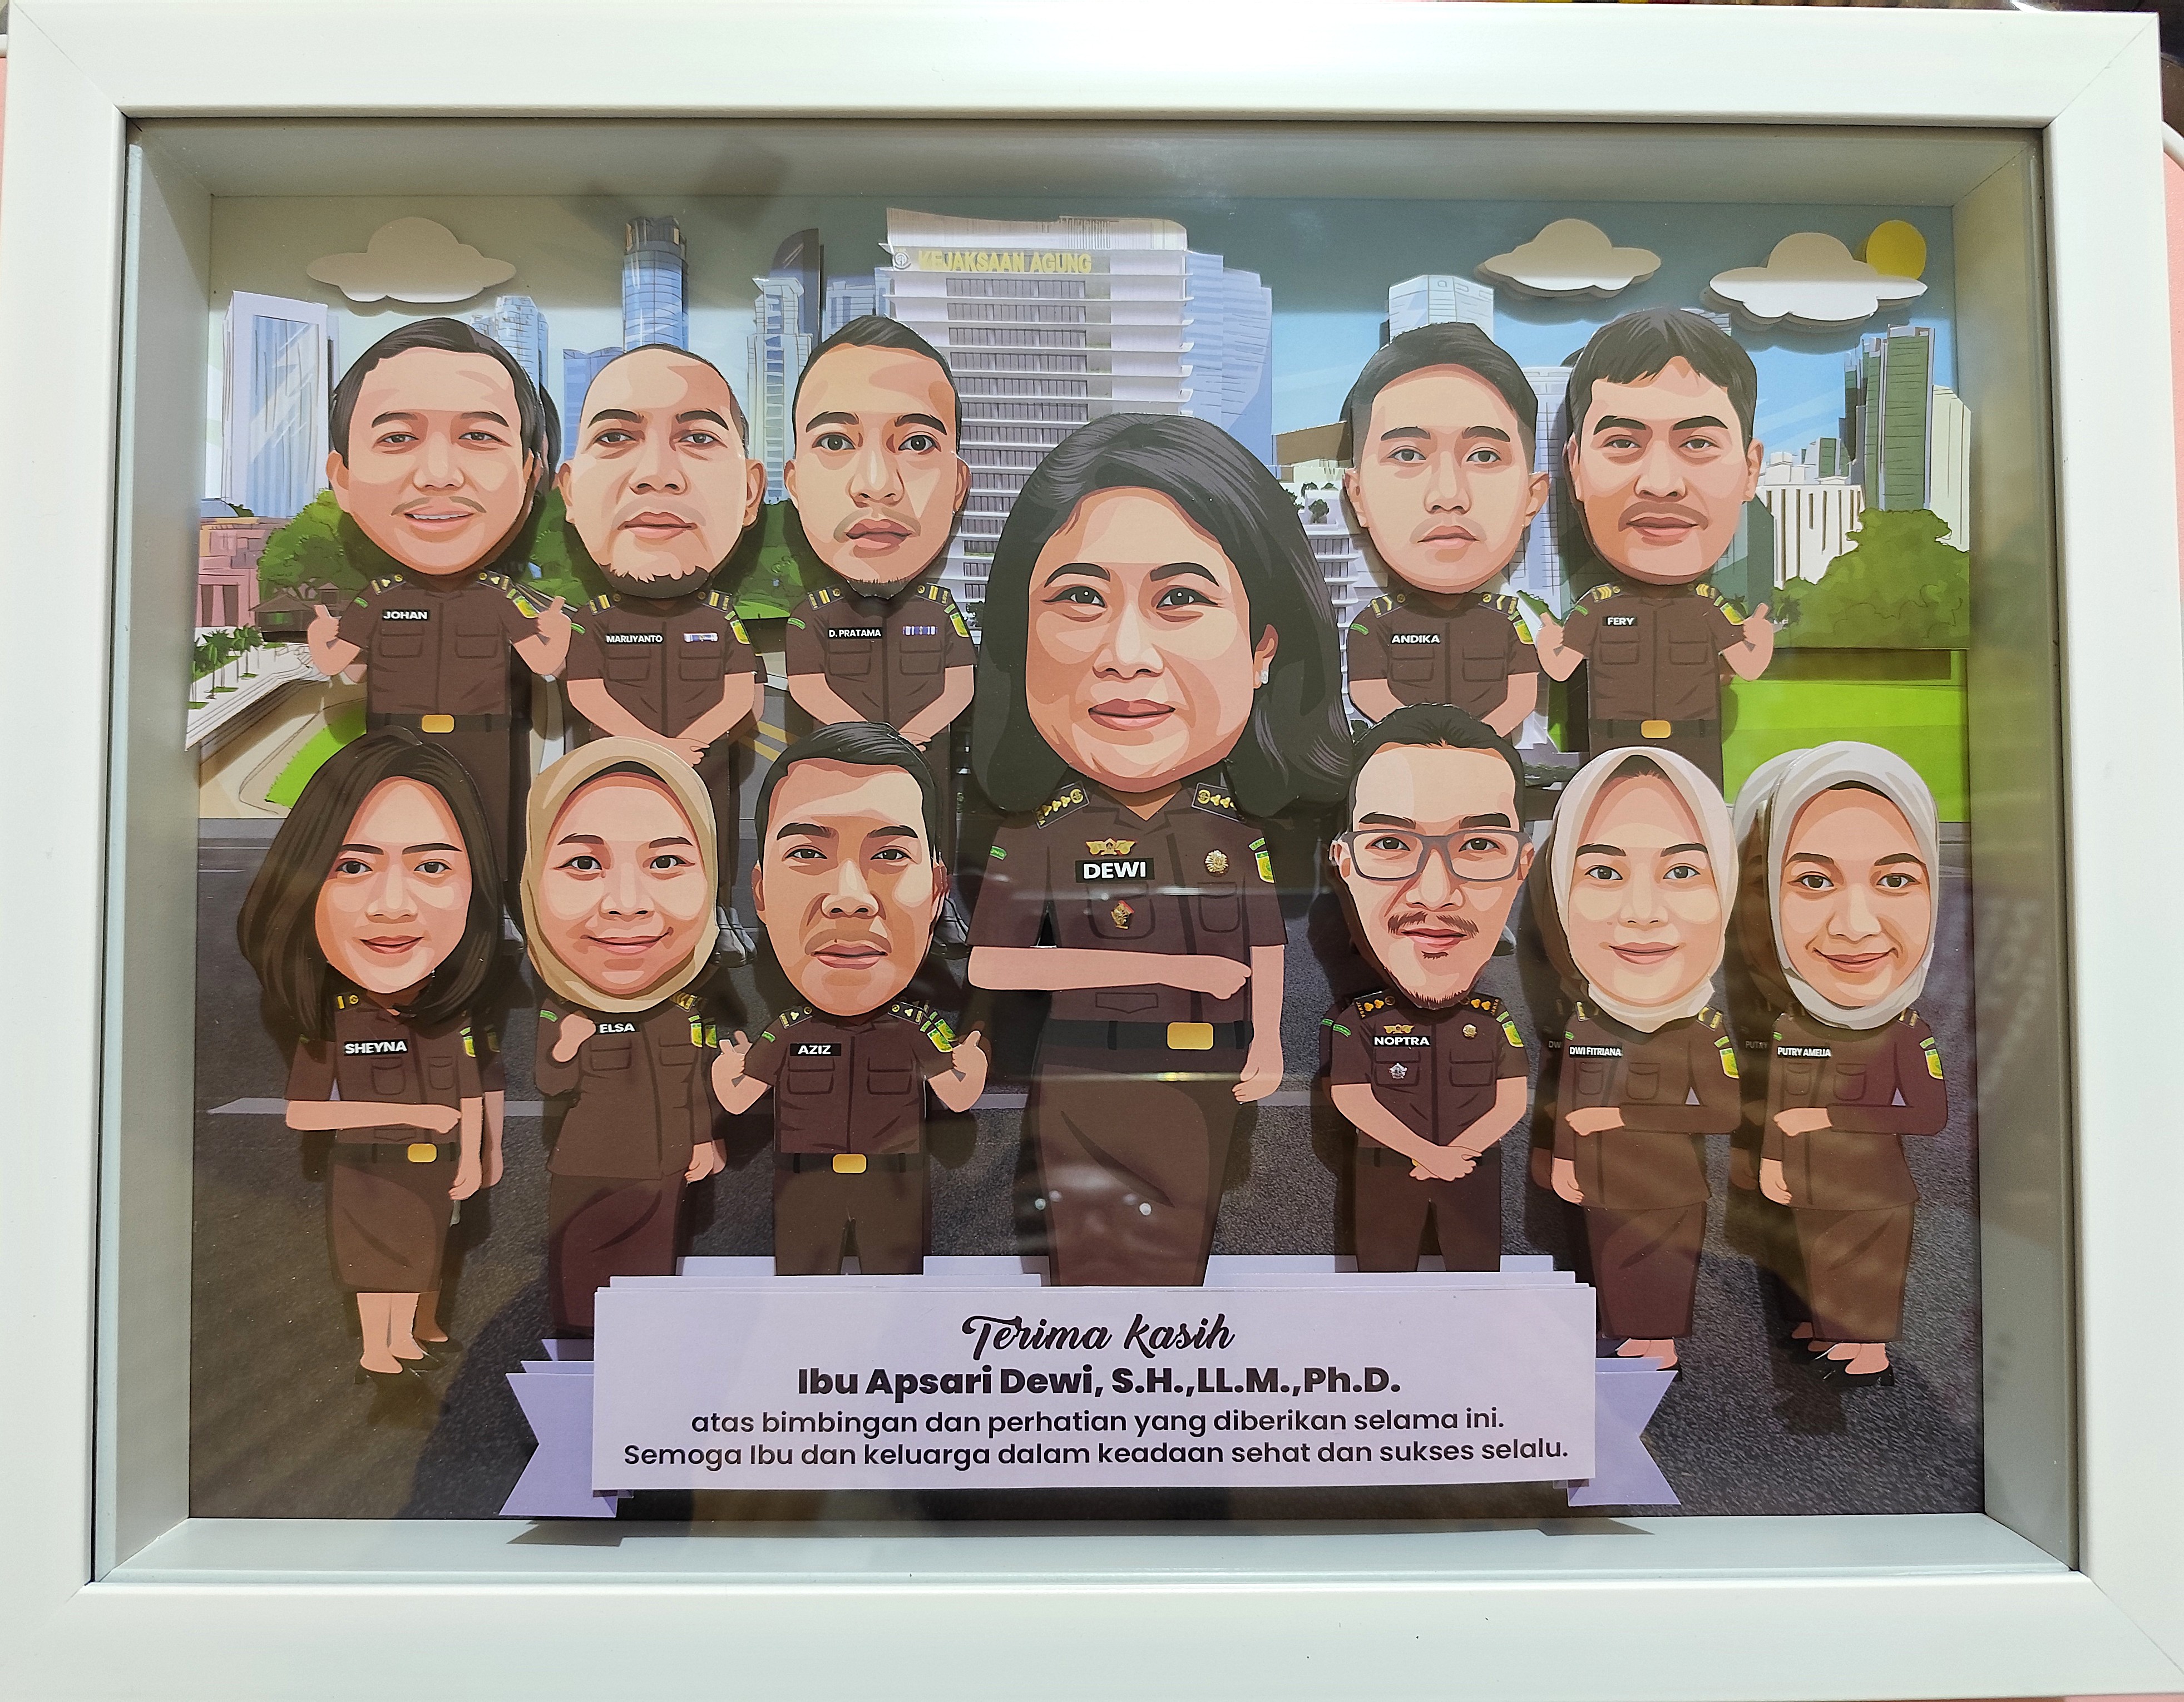 KEJAKSAAN AGUNG
JOHAN
MARLIYANTO
D. PRATAMA
ANDIKA
FERY
DEWI
SHEYNA
ELSA
AZIZ
NOPTRA
DWI FITRIANA
PUTRY AMELIA
Terima kasih
Ibu Apsari Dewi, S.H.,LL.M.,Ph.D.
atas bimbingan dan perhatian yang diberikan selama ini.
Semoga Ibu dan keluarga dalam keadaan sehat dan sukses selalu.